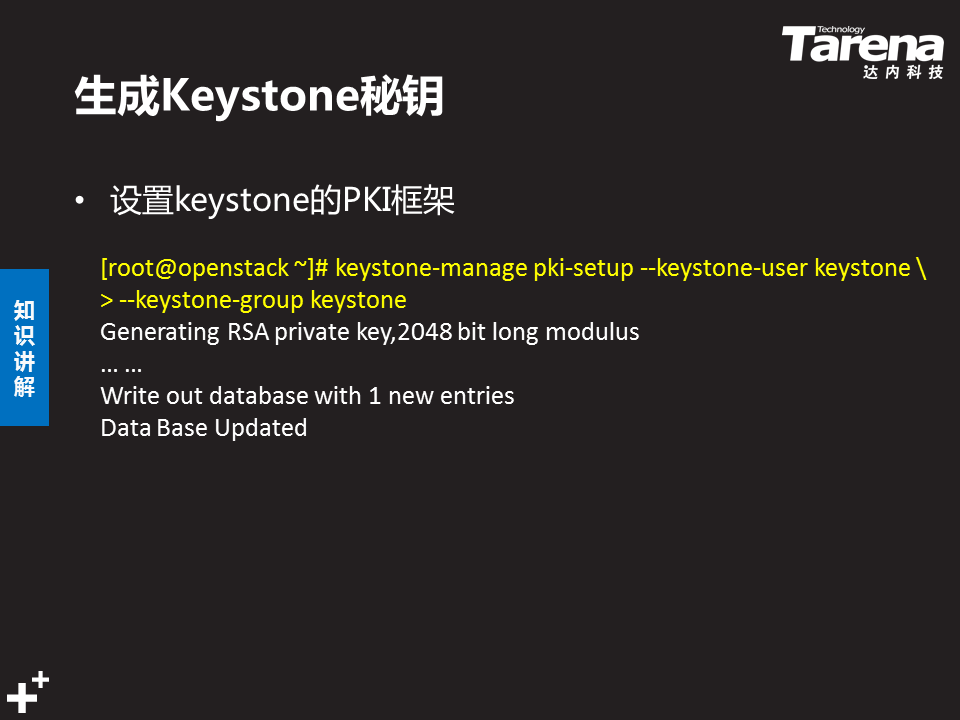 Technology
Tarena
达内科技
生成Keystone秘钥
• 设置keystone的PKI框架
[root@openstack ~]# keystone-manage pki-setup --keystone-user keystone \
> --keystone-group keystone
Generating RSA private key,2048 bit long modulus
... ...
Write out database with 1 new entries
Data Base Updated
知
识
讲
解